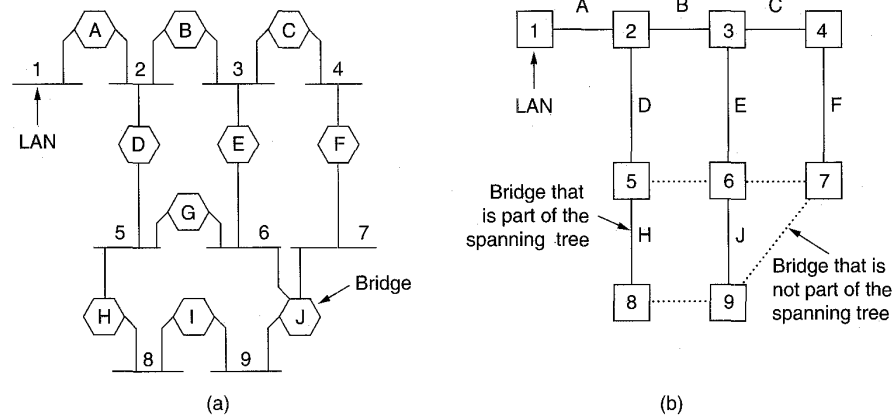 A B C
1 2 3 4
LAN
D E F
G
5 6 7
Bridge
H I J
8 9
(a)
A B C
1 2 3 4
LAN
D E F
5 6 7
Bridge that
is part of the
spanning tree
H J
Bridge that is
not part of the
spanning tree
8 9
(b)